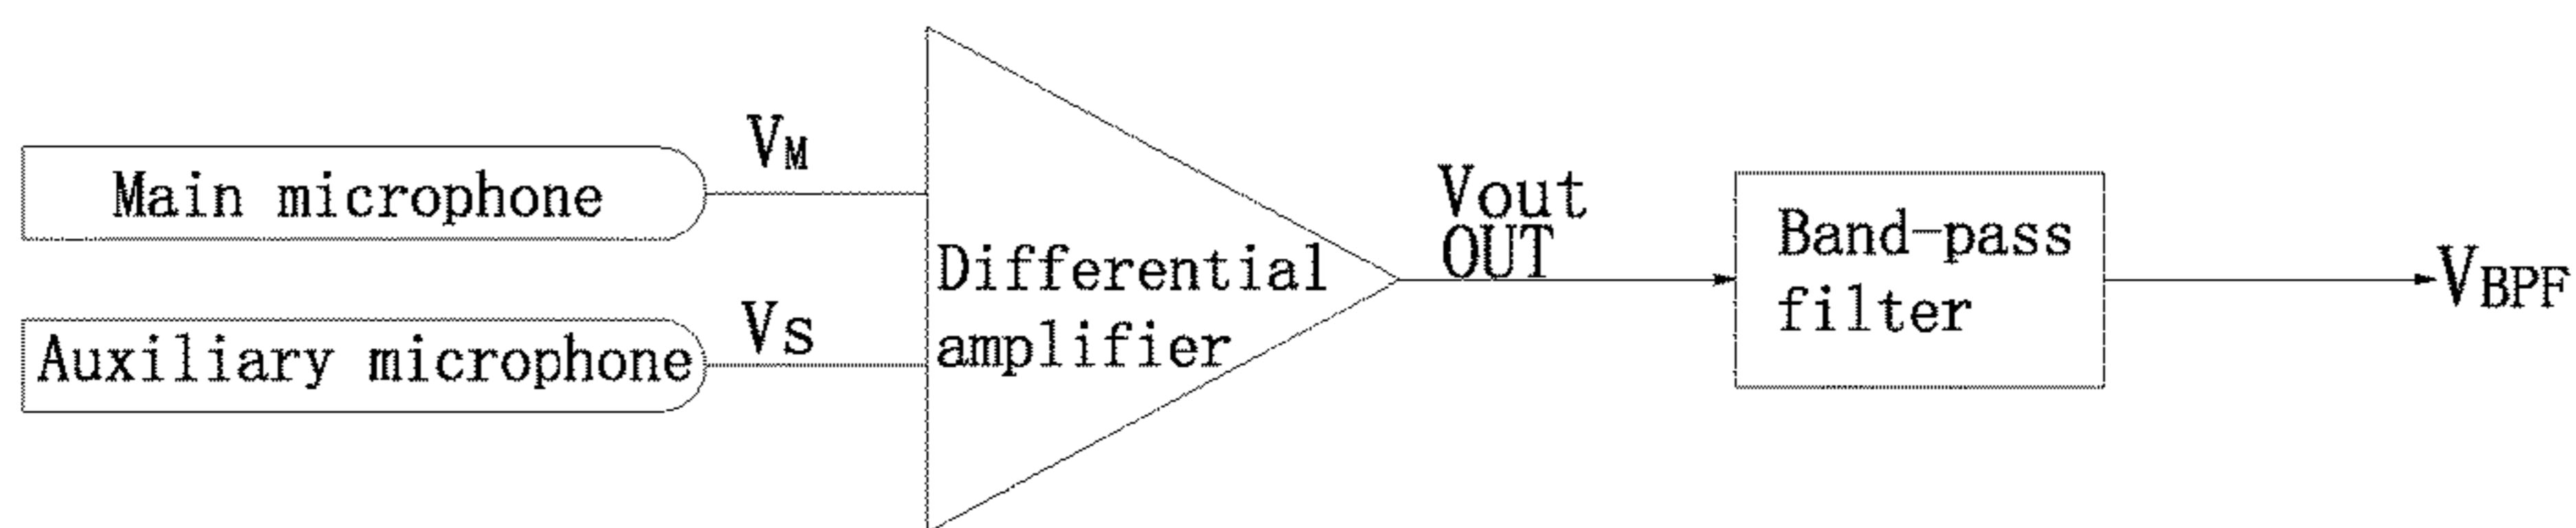 Main microphone
VM
Auxiliary microphone
VS
Differential
amplifier
Vout
OUT
Band-pass
filter
VBPF